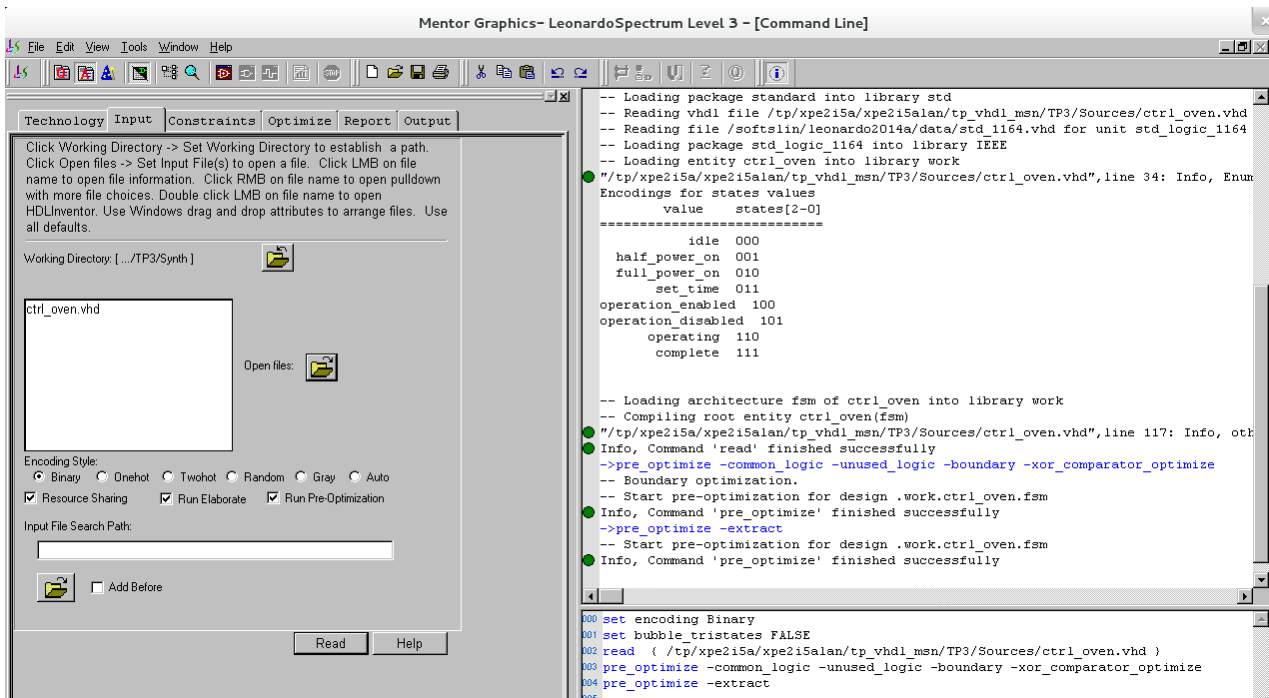 Mentor Graphics- LeonardoSpectrum Level 3 - [Command Line]
File Edit View Tools Window Help
Technology Input Constraints Optimize Report Output
Click Working Directory -> Set Working Directory to establish a path.
Click Open files -> Set Input File(s) to open a file. Click LMB on file
name to open file information. Click RMB on file name to open pulldown
with more file choices. Double click LMB on file name to open
HDLInventor. Use Windows drag and drop attributes to arrange files. Use
all defaults.
Working Directory: [ .../TP3/Synth ]
ctrl_oven.vhd
Open files:
Encoding Style:
Binary Onehot Twohot Random Gray Auto
Resource Sharing Run Elaborate Run Pre-Optimization
Input File Search Path:
Add Before
Read Help
-- Loading package standard into library std
-- Reading vhdl file /tp/xpe2i5a/xpe2i5alan/tp_vhdl_msn/TP3/Sources/ctrl_oven.vhd
-- Reading file /softslin/leonardo2014a/data/std_1164.vhd for unit std_logic_1164
-- Loading package std_logic_1164 into library IEEE
-- Loading entity ctrl_oven into library work
"/tp/xpe2i5a/xpe2i5alan/tp_vhdl_msn/TP3/Sources/ctrl_oven.vhd",line 34: Info, Enum
Encodings for states values
value states[2-0]
============================
idle 000
half_power_on 001
full_power_on 010
set_time 011
operation_enabled 100
operation_disabled 101
operating 110
complete 111
-- Loading architecture fsm of ctrl_oven into library work
-- Compiling root entity ctrl_oven(fsm)
"/tp/xpe2i5a/xpe2i5alan/tp_vhdl_msn/TP3/Sources/ctrl_oven.vhd",line 117: Info, oth
Info, Command 'read' finished successfully
->pre_optimize -common_logic -unused_logic -boundary -xor_comparator_optimize
-- Boundary optimization.
-- Start pre-optimization for design .work.ctrl_oven.fsm
Info, Command 'pre_optimize' finished successfully
->pre_optimize -extract
-- Start pre-optimization for design .work.ctrl_oven.fsm
Info, Command 'pre_optimize' finished successfully
000 set encoding Binary
001 set bubble_tristates FALSE
002 read { /tp/xpe2i5a/xpe2i5alan/tp_vhdl_msn/TP3/Sources/ctrl_oven.vhd }
003 pre_optimize -common_logic -unused_logic -boundary -xor_comparator_optimize
004 pre_optimize -extract